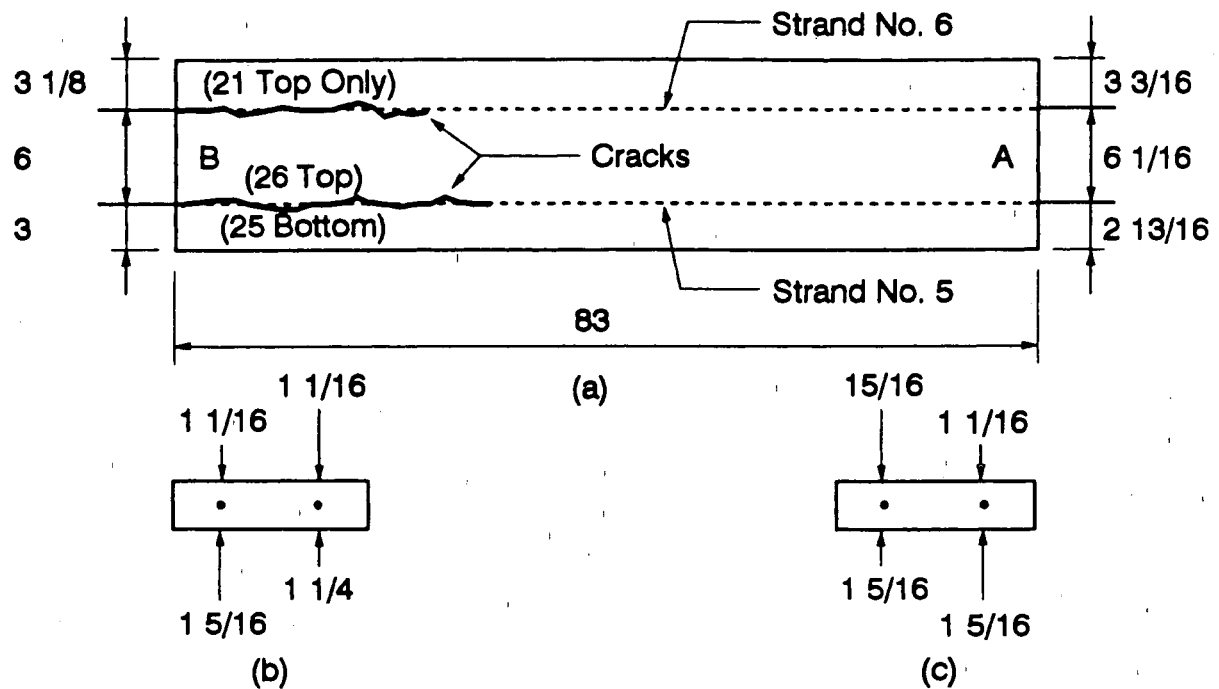 Strand No. 6
3 1/8
(21 Top Only)
3 3/16
6
B
Cracks
A
6 1/16
(26 Top)
3
(25 Bottom)
2 13/16
Strand No. 5
83
(a)
1 1/16
1 1/16
15/16
1 1/16
1 5/16
1 1/4
1 5/16
1 5/16
(b)
(c)